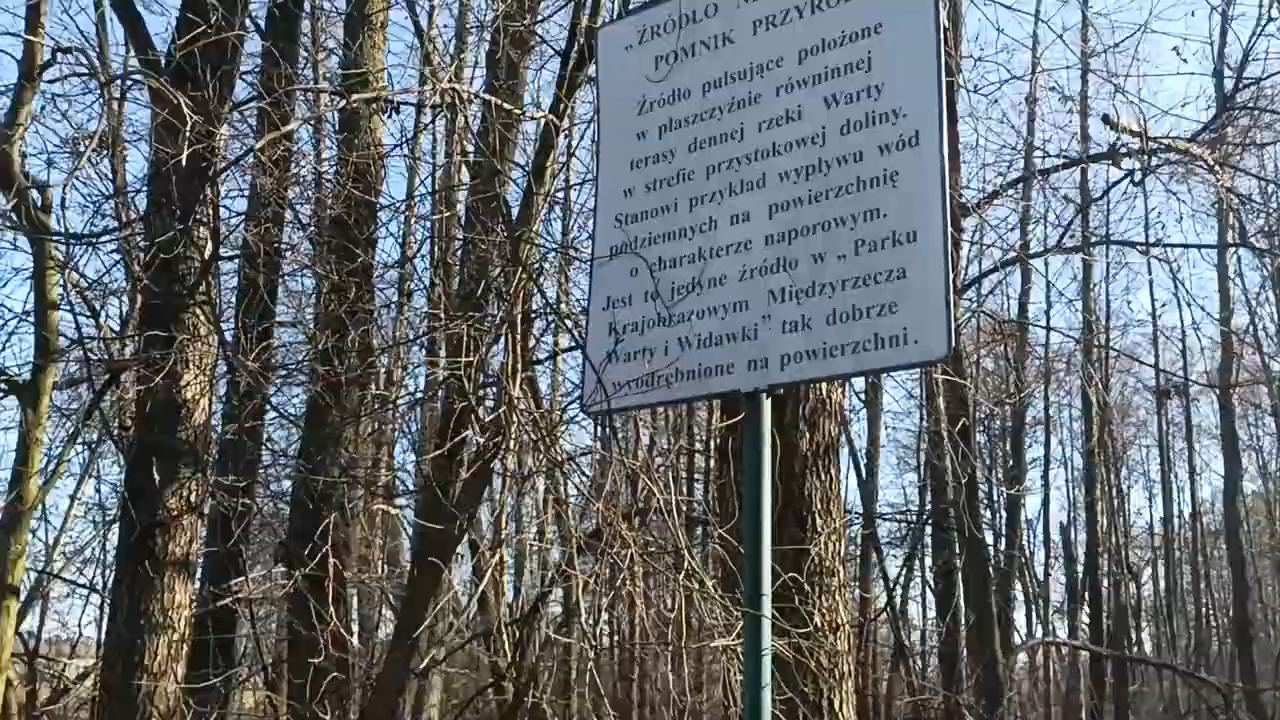 „ŹRÓDŁO
POMNIK
Źródło pulsujące położone
w płaszczyźnie równinnej
terasy dennej rzeki Warty
w strefie przystokowej doliny.
Stanowi przykład wypływu wód
podziemnych na powierzchnię
o charakterze naporowym.
Jest to jedyne źródło w „Parku
Krajobrazowym Międzyrzecza
Warty i Widawki” tak dobrze
wyodrębnione na powierzchni.